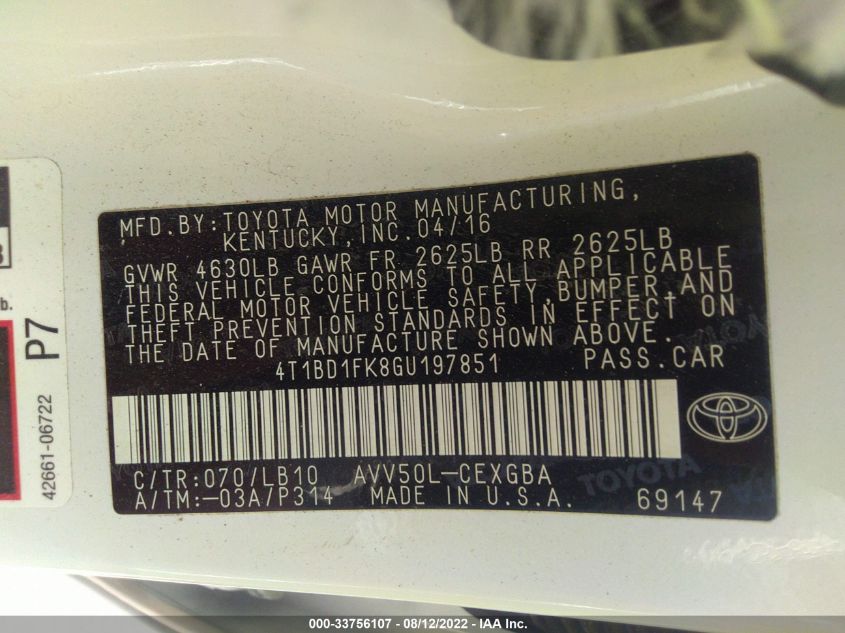 MFD.BY:TOYOTA MOTOR MANUFACTURING,
KENTUCKY,INC.04/16
GVWR 4630LB GAWR FR 2625LB RR 2625LB
THIS VEHICLE CONFORMS TO ALL APPLICABLE
FEDERAL MOTOR VEHICLE SAFETY,BUMPER,AND
THEFT PREVENTION STANDARDS IN EFFECT ON
THE DATE OF MANUFACTURE SHOWN ABOVE.
4T1BD1FK8GU197851 PASS.CAR
C/TR:070/LB10 AVV50L-CEXGBA
A/TM:-03A/P314 MADE IN U.S.A. 69147
TOYOTA
b.
P7
42661-06722
000-33756107 - 08/12/2022 - IAA Inc.